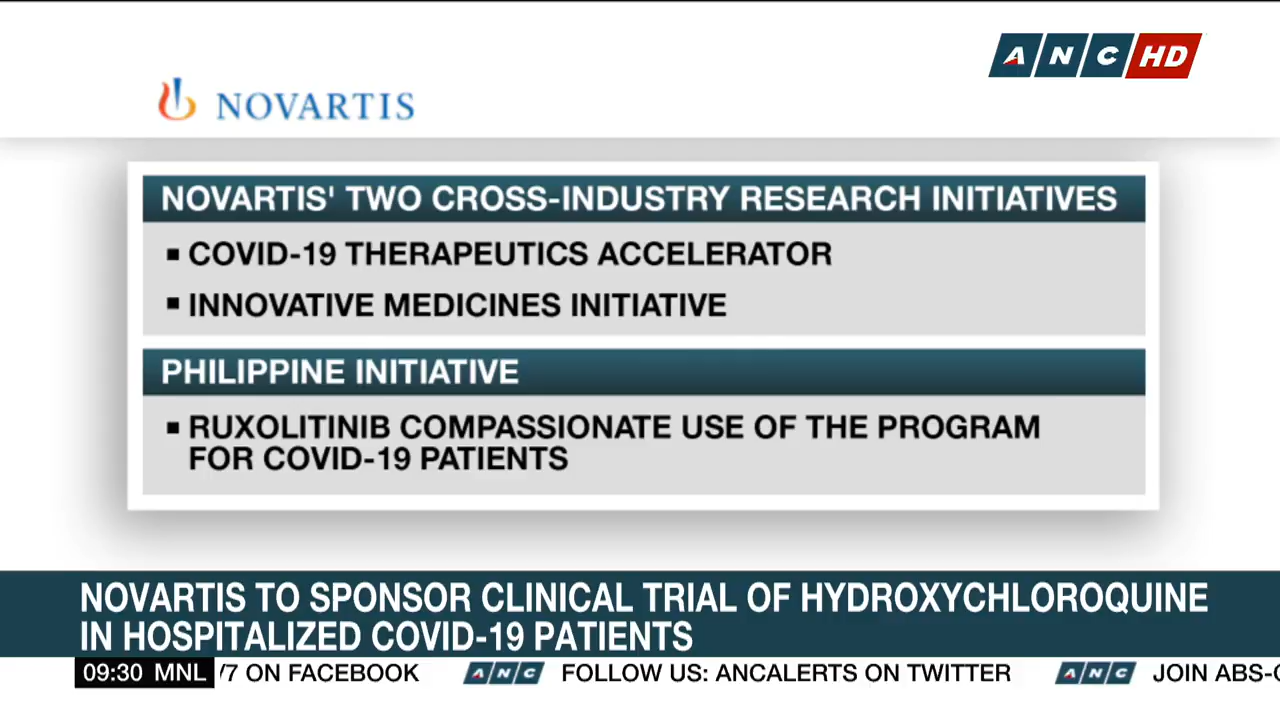 ANC HD
NOVARTIS
NOVARTIS' TWO CROSS-INDUSTRY RESEARCH INITIATIVES
▪ COVID-19 THERAPEUTICS ACCELERATOR
▪ INNOVATIVE MEDICINES INITIATIVE
PHILIPPINE INITIATIVE
▪ RUXOLITINIB COMPASSIONATE USE OF THE PROGRAM
FOR COVID-19 PATIENTS
NOVARTIS TO SPONSOR CLINICAL TRIAL OF HYDROXYCHLOROQUINE
IN HOSPITALIZED COVID-19 PATIENTS
09:30 MNL /7 ON FACEBOOK ANC FOLLOW US: ANCALERTS ON TWITTER ANC JOIN ABS-